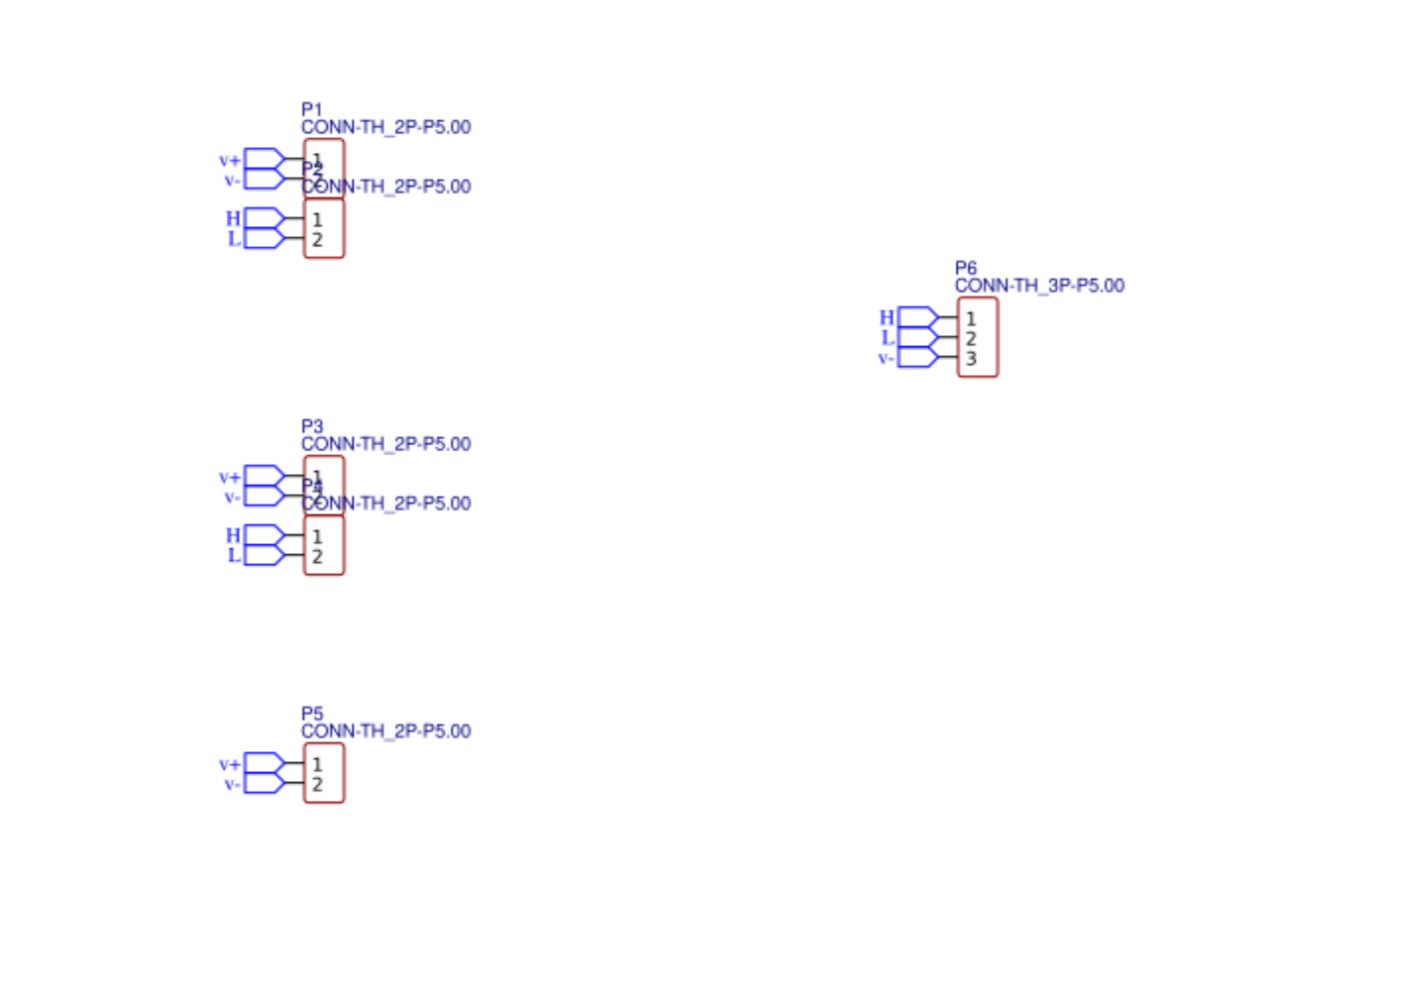 P1
CONN-TH_2P-P5.00
v+ 1
v- 2
P2
CONN-TH_2P-P5.00
H 1
L 2
P6
CONN-TH_3P-P5.00
H 1
L 2
v- 3
P3
CONN-TH_2P-P5.00
v+ 1
v- 2
P4
CONN-TH_2P-P5.00
H 1
L 2
P5
CONN-TH_2P-P5.00
v+ 1
v- 2